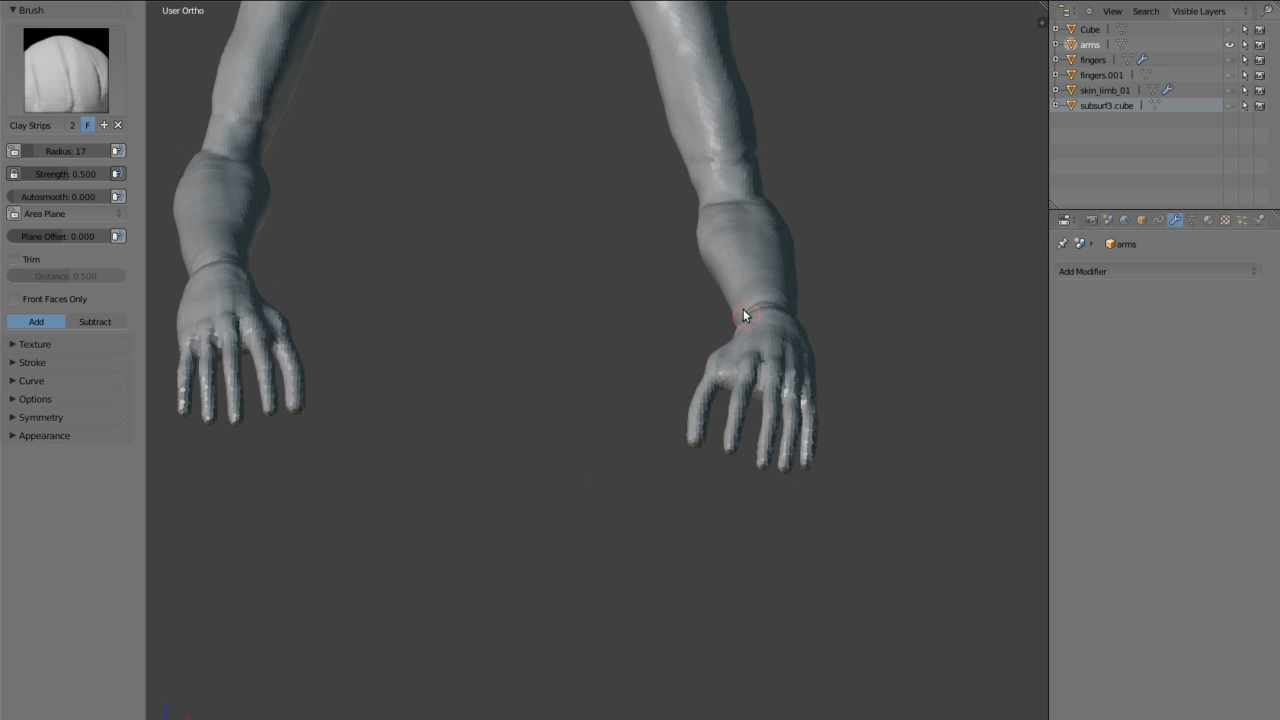 Brush
Clay Strips 2 F
Radius: 17
Strength: 0.500
Autosmooth: 0.000
Area Plane
Plane Offset: 0.000
Trim
Distance: 0.500
Front Faces Only
Add Subtract
Texture
Stroke
Curve
Options
Symmetry
Appearance
User Ortho
View Search Visible Layers
Cube
arms
fingers
fingers.001
skin_limb_01
subsurf3.cube
arms
Add Modifier